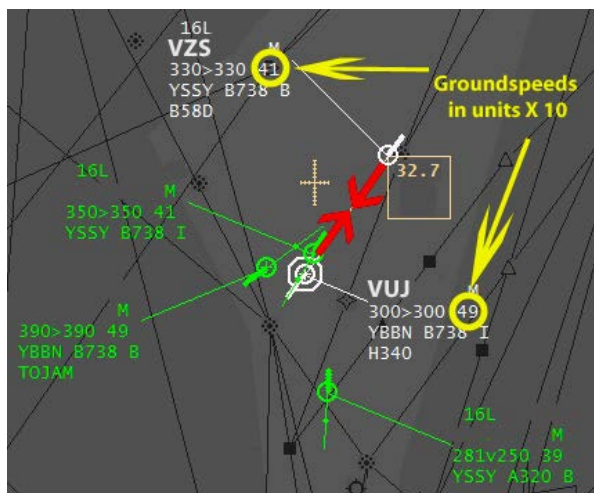 16L
VZS
M
330>330 41
YSSY B738 B
B58D
Groundspeeds
in units X 10
32.7
16L
M
350>350 41
YSSY B738 I
VUJ
M
300>300 49
YBBN B738 I
H340
M
390>390 49
YBBN B738 B
TOJAM
16L
M
281v250 39
YSSY A320 B